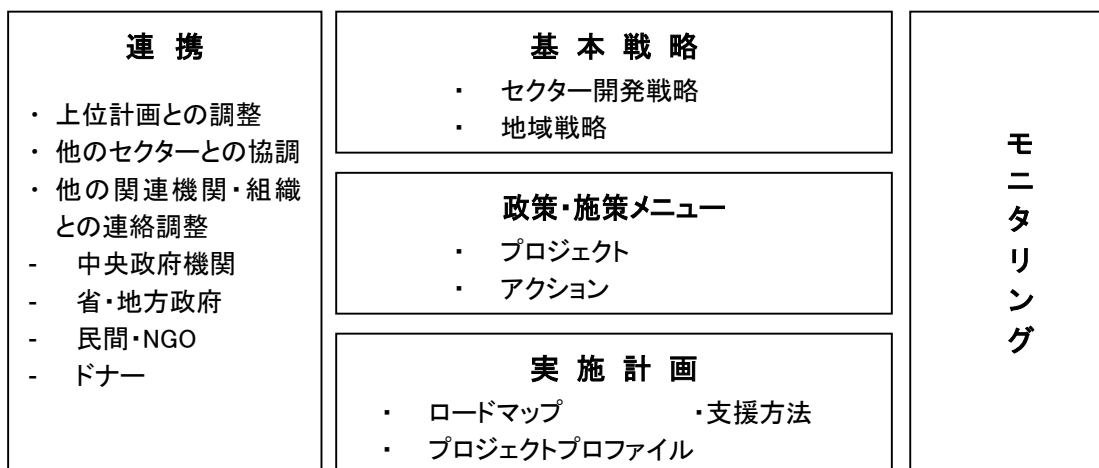 連 携
・ 上位計画との調整
・ 他のセクターとの協調
・ 他の関連機関・組織
との連絡調整
- 中央政府機関
- 省・地方政府
- 民間・NGO
- ドナー
基 本 戦 略
・ セクター開発戦略
・ 地域戦略
政策・施策メニュー
・ プロジェクト
・ アクション
実 施 計 画
・ ロードマップ ・支援方法
・ プロジェクトプロファイル
モニタリング